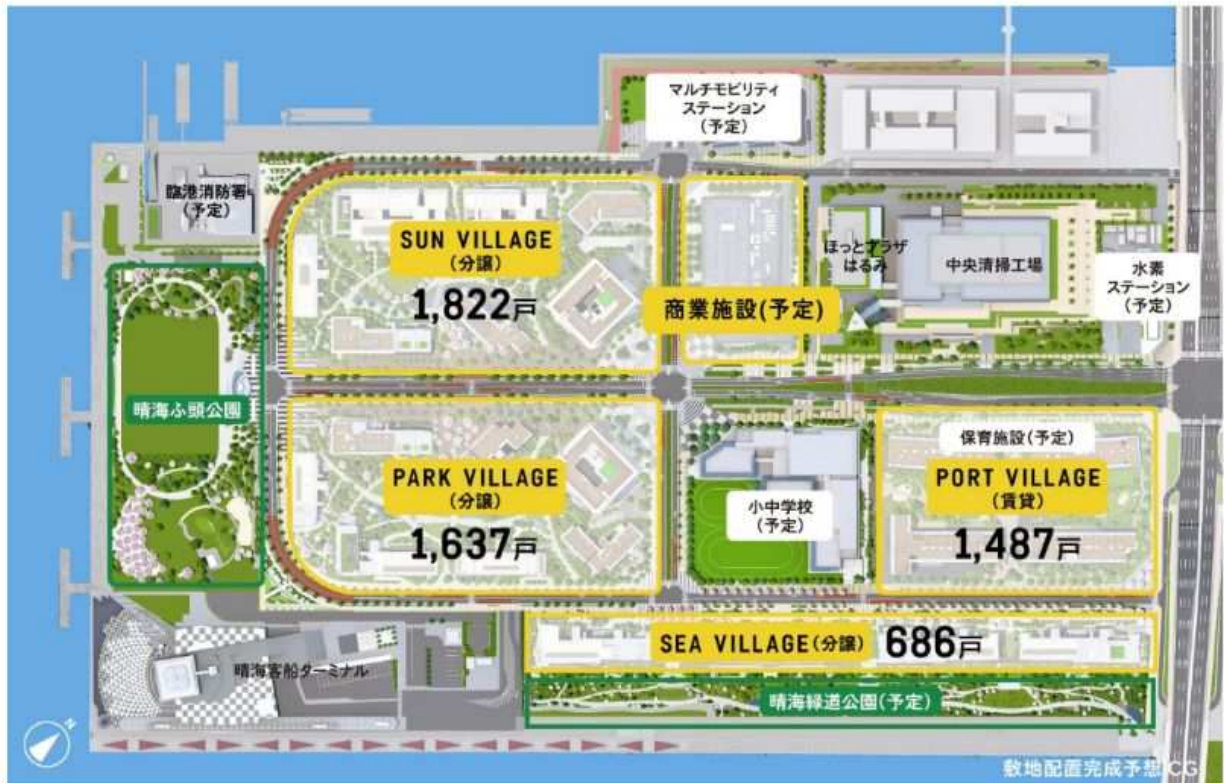 マルチモビリティ
ステーション
(予定)
臨港消防署
(予定)
SUN VILLAGE
(分譲)
1,822戸
商業施設(予定)
ほっとプラザ
はるみ
中央清掃工場
水素
ステーション
(予定)
晴海ふ頭公園
PARK VILLAGE
(分譲)
1,637戸
小中学校
(予定)
保育施設(予定)
PORT VILLAGE
(賃貸)
1,487戸
SEA VILLAGE(分譲) 686戸
晴海客船ターミナル
晴海緑道公園(予定)
N
敷地配置完成予想CG